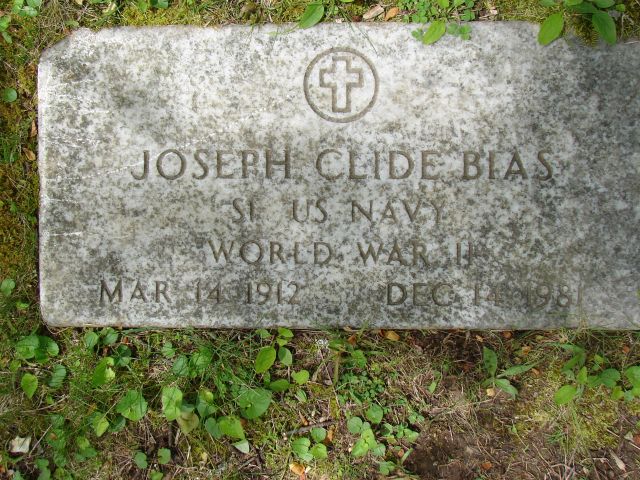 JOSEPH CLIDE BIAS
S1 US NAVY
WORLD WAR II
MAR 14 1912 DEC 14 1981